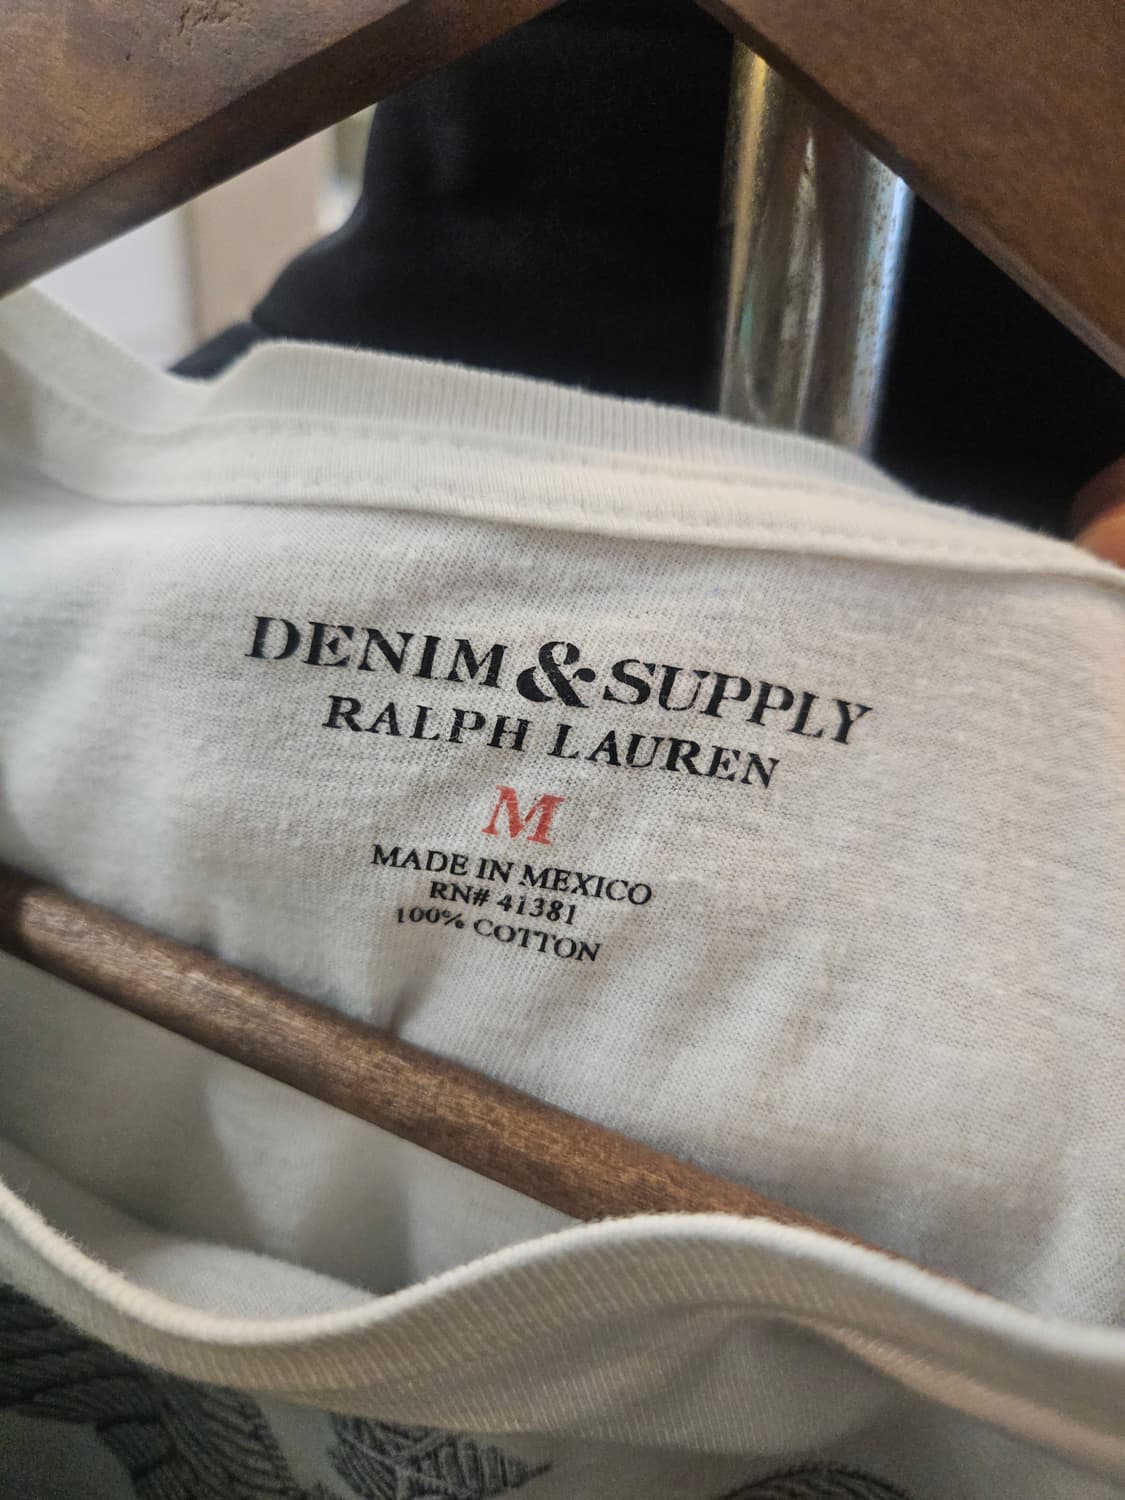 DENIM & SUPPLY
RALPH LAUREN
M
MADE IN MEXICO
RN# 41381
100% COTTON